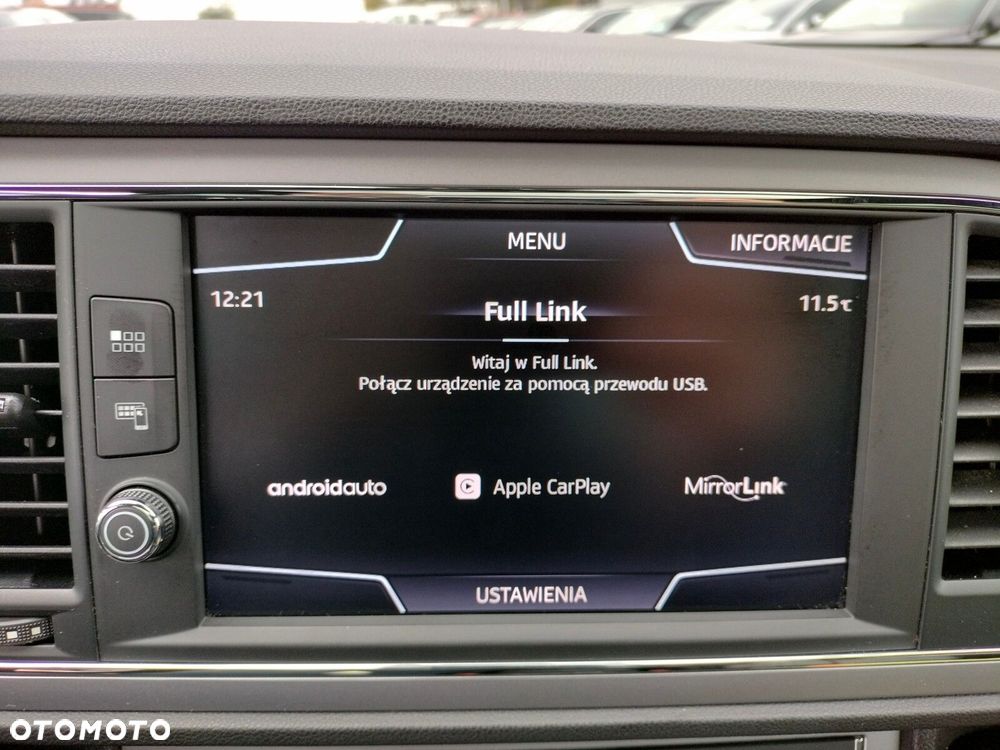 MENU
INFORMACJE
12:21
11.5℃
Full Link
Witaj w Full Link.
Połącz urządzenie za pomocą przewodu USB.
androidauto
Apple CarPlay
MirrorLink
USTAWIENIA
OTOMOTO